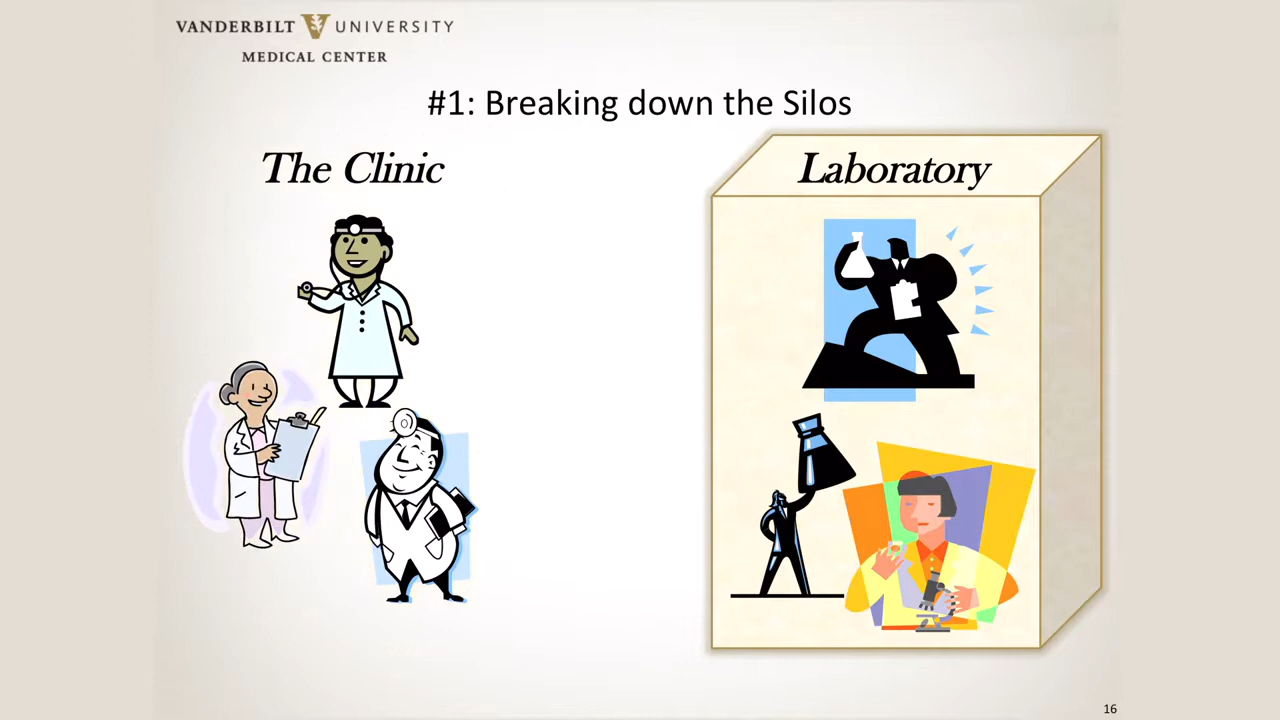 VANDERBILT UNIVERSITY
MEDICAL CENTER
#1: Breaking down the Silos
The Clinic
Laboratory
16